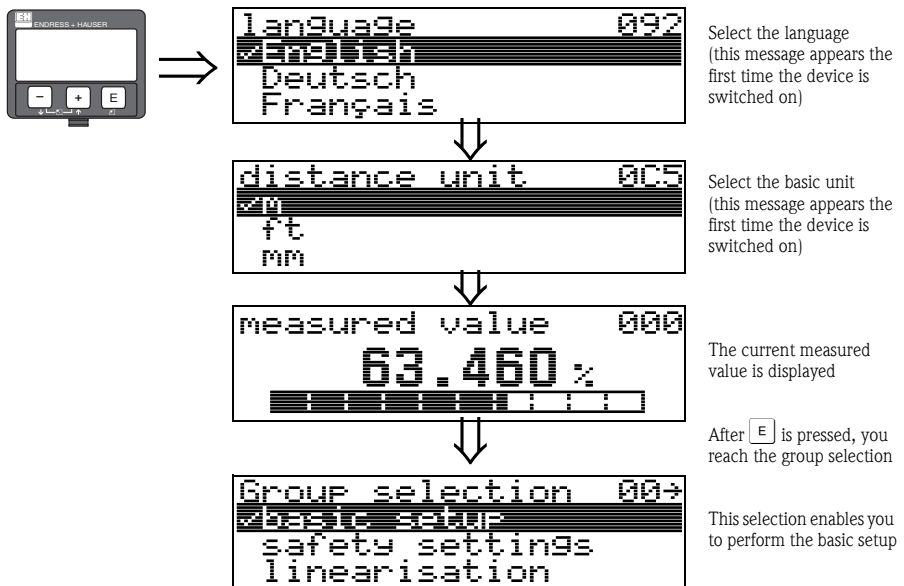 ENDRESS + HAUSER
- + E
language 092
✓English
Deutsch
Français
Select the language
(this message appears the
first time the device is
switched on)
distance unit 0C5
✓m
ft
mm
Select the basic unit
(this message appears the
first time the device is
switched on)
measured value 000
63.460 %
The current measured
value is displayed
After E is pressed, you
reach the group selection
Group selection 00→
✓basic setup
safety settings
linearisation
This selection enables you
to perform the basic setup